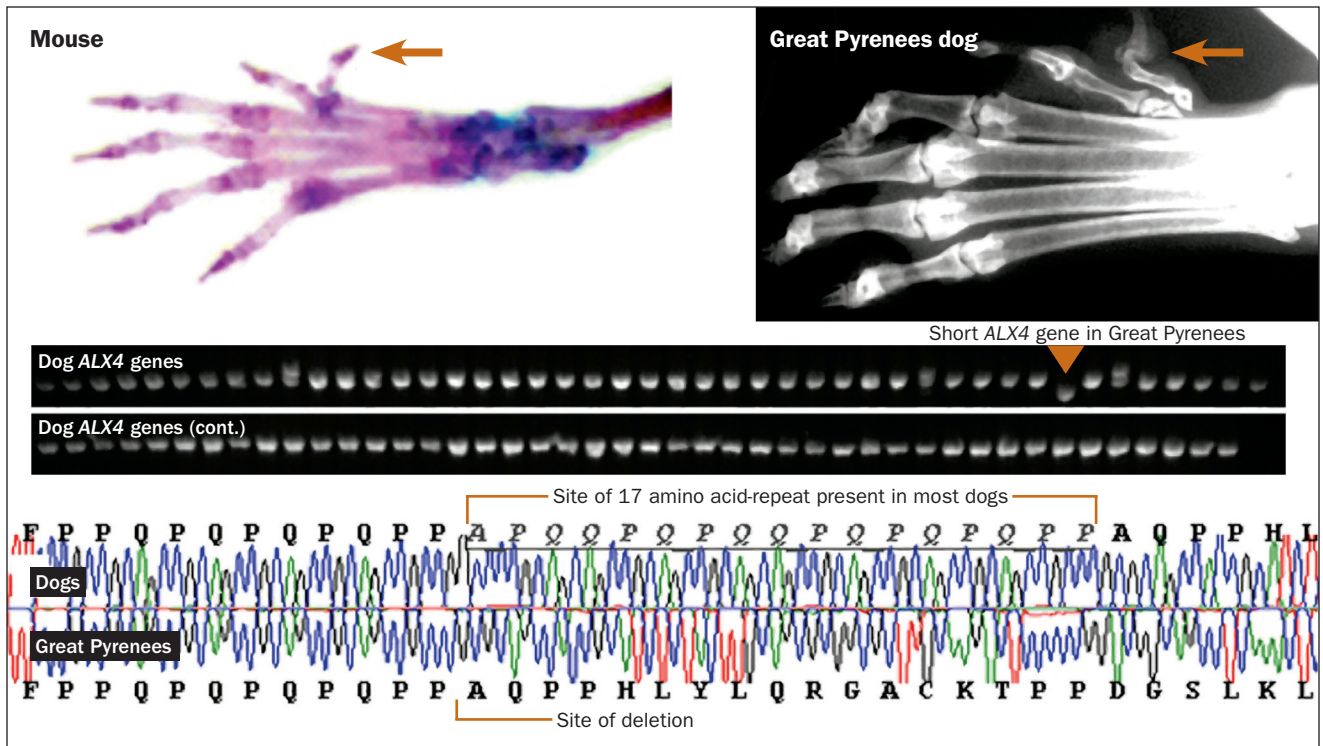 Mouse
Great Pyrenees dog
Short ALX4 gene in Great Pyrenees
Dog ALX4 genes
Dog ALX4 genes (cont.)
Site of 17 amino acid-repeat present in most dogs
F P P Q P Q P Q P Q P P A P Q Q P Q P Q Q P Q P Q P Q P P A Q P P H L
Dogs
Great Pyrenees
F P P Q P Q P Q P Q P P A Q P P H L Y L Q R G A C K T P P D G S L K L
Site of deletion